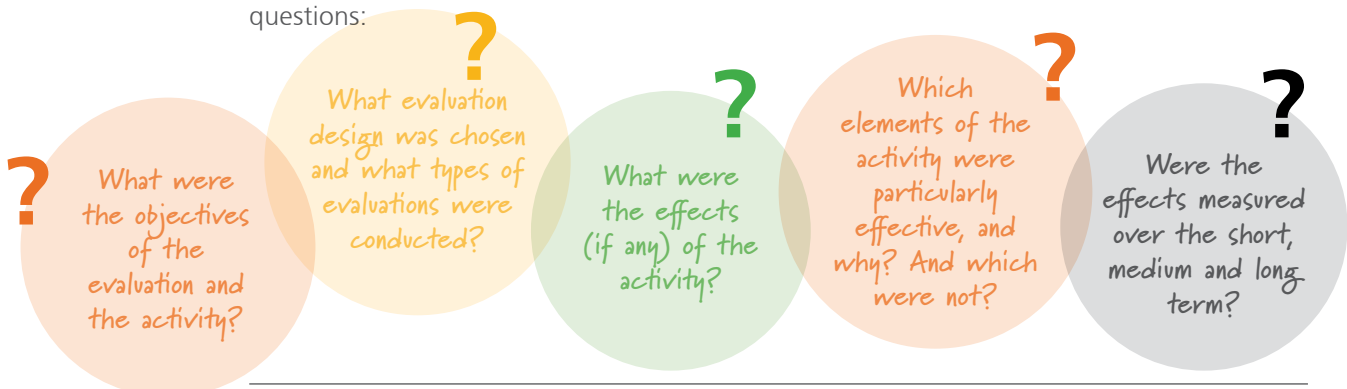 questions:
?
What were
the objectives
of the
evaluation and
the activity?
?
What evaluation
design was chosen
and what types of
evaluations were
conducted?
?
What were
the effects
(if any) of the
activity?
?
Which
elements of the
activity were
particularly
effective, and
why? And which
were not?
?
Were the
effects measured
over the short,
medium and long
term?